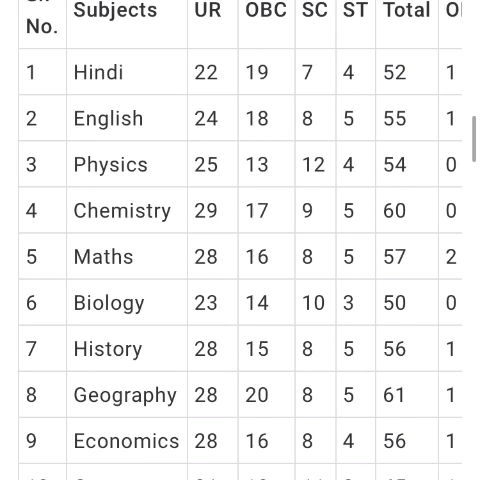 No. Subjects UR OBC SC ST Total
1 Hindi 22 19 7 4 52 1
2 English 24 18 8 5 55 1
3 Physics 25 13 12 4 54 0
4 Chemistry 29 17 9 5 60 0
5 Maths 28 16 8 5 57 2
6 Biology 23 14 10 3 50 0
7 History 28 15 8 5 56 1
8 Geography 28 20 8 5 61 1
9 Economics 28 16 8 4 56 1